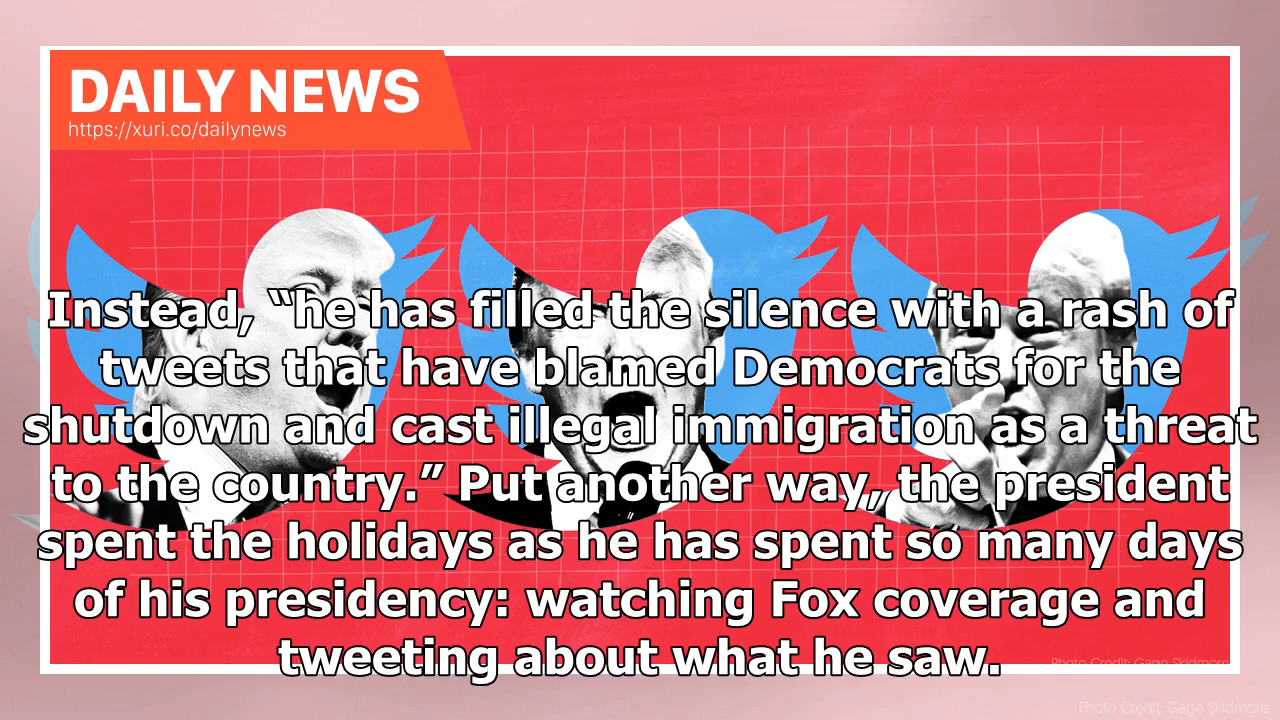 DAILY NEWS
https://xuri.co/dailynews
Instead, “he has filled the silence with a rash of
tweets that have blamed Democrats for the
shutdown and cast illegal immigration as a threat
to the country.” Put another way, the president
spent the holidays as he has spent so many days
of his presidency: watching Fox coverage and
tweeting about what he saw.
Photo Credit: Gage Skidmore
Photo Credit: Gage Skidmore